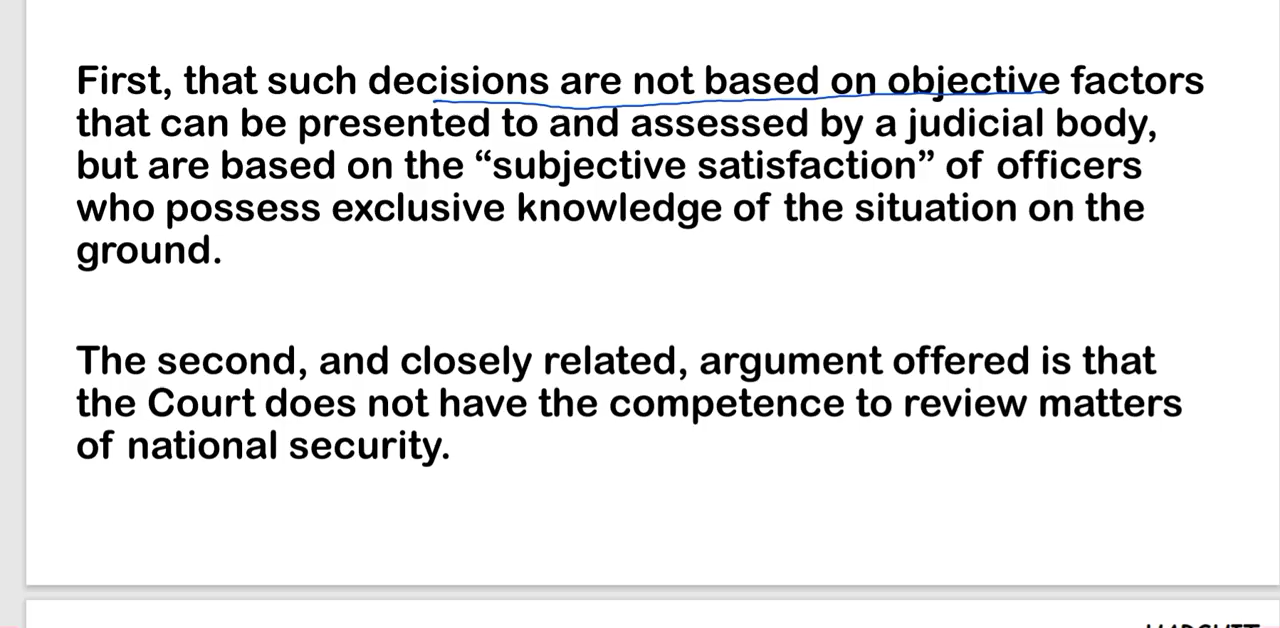 First, that such decisions are not based on objective factors
that can be presented to and assessed by a judicial body,
but are based on the “subjective satisfaction” of officers
who possess exclusive knowledge of the situation on the
ground.
The second, and closely related, argument offered is that
the Court does not have the competence to review matters
of national security.